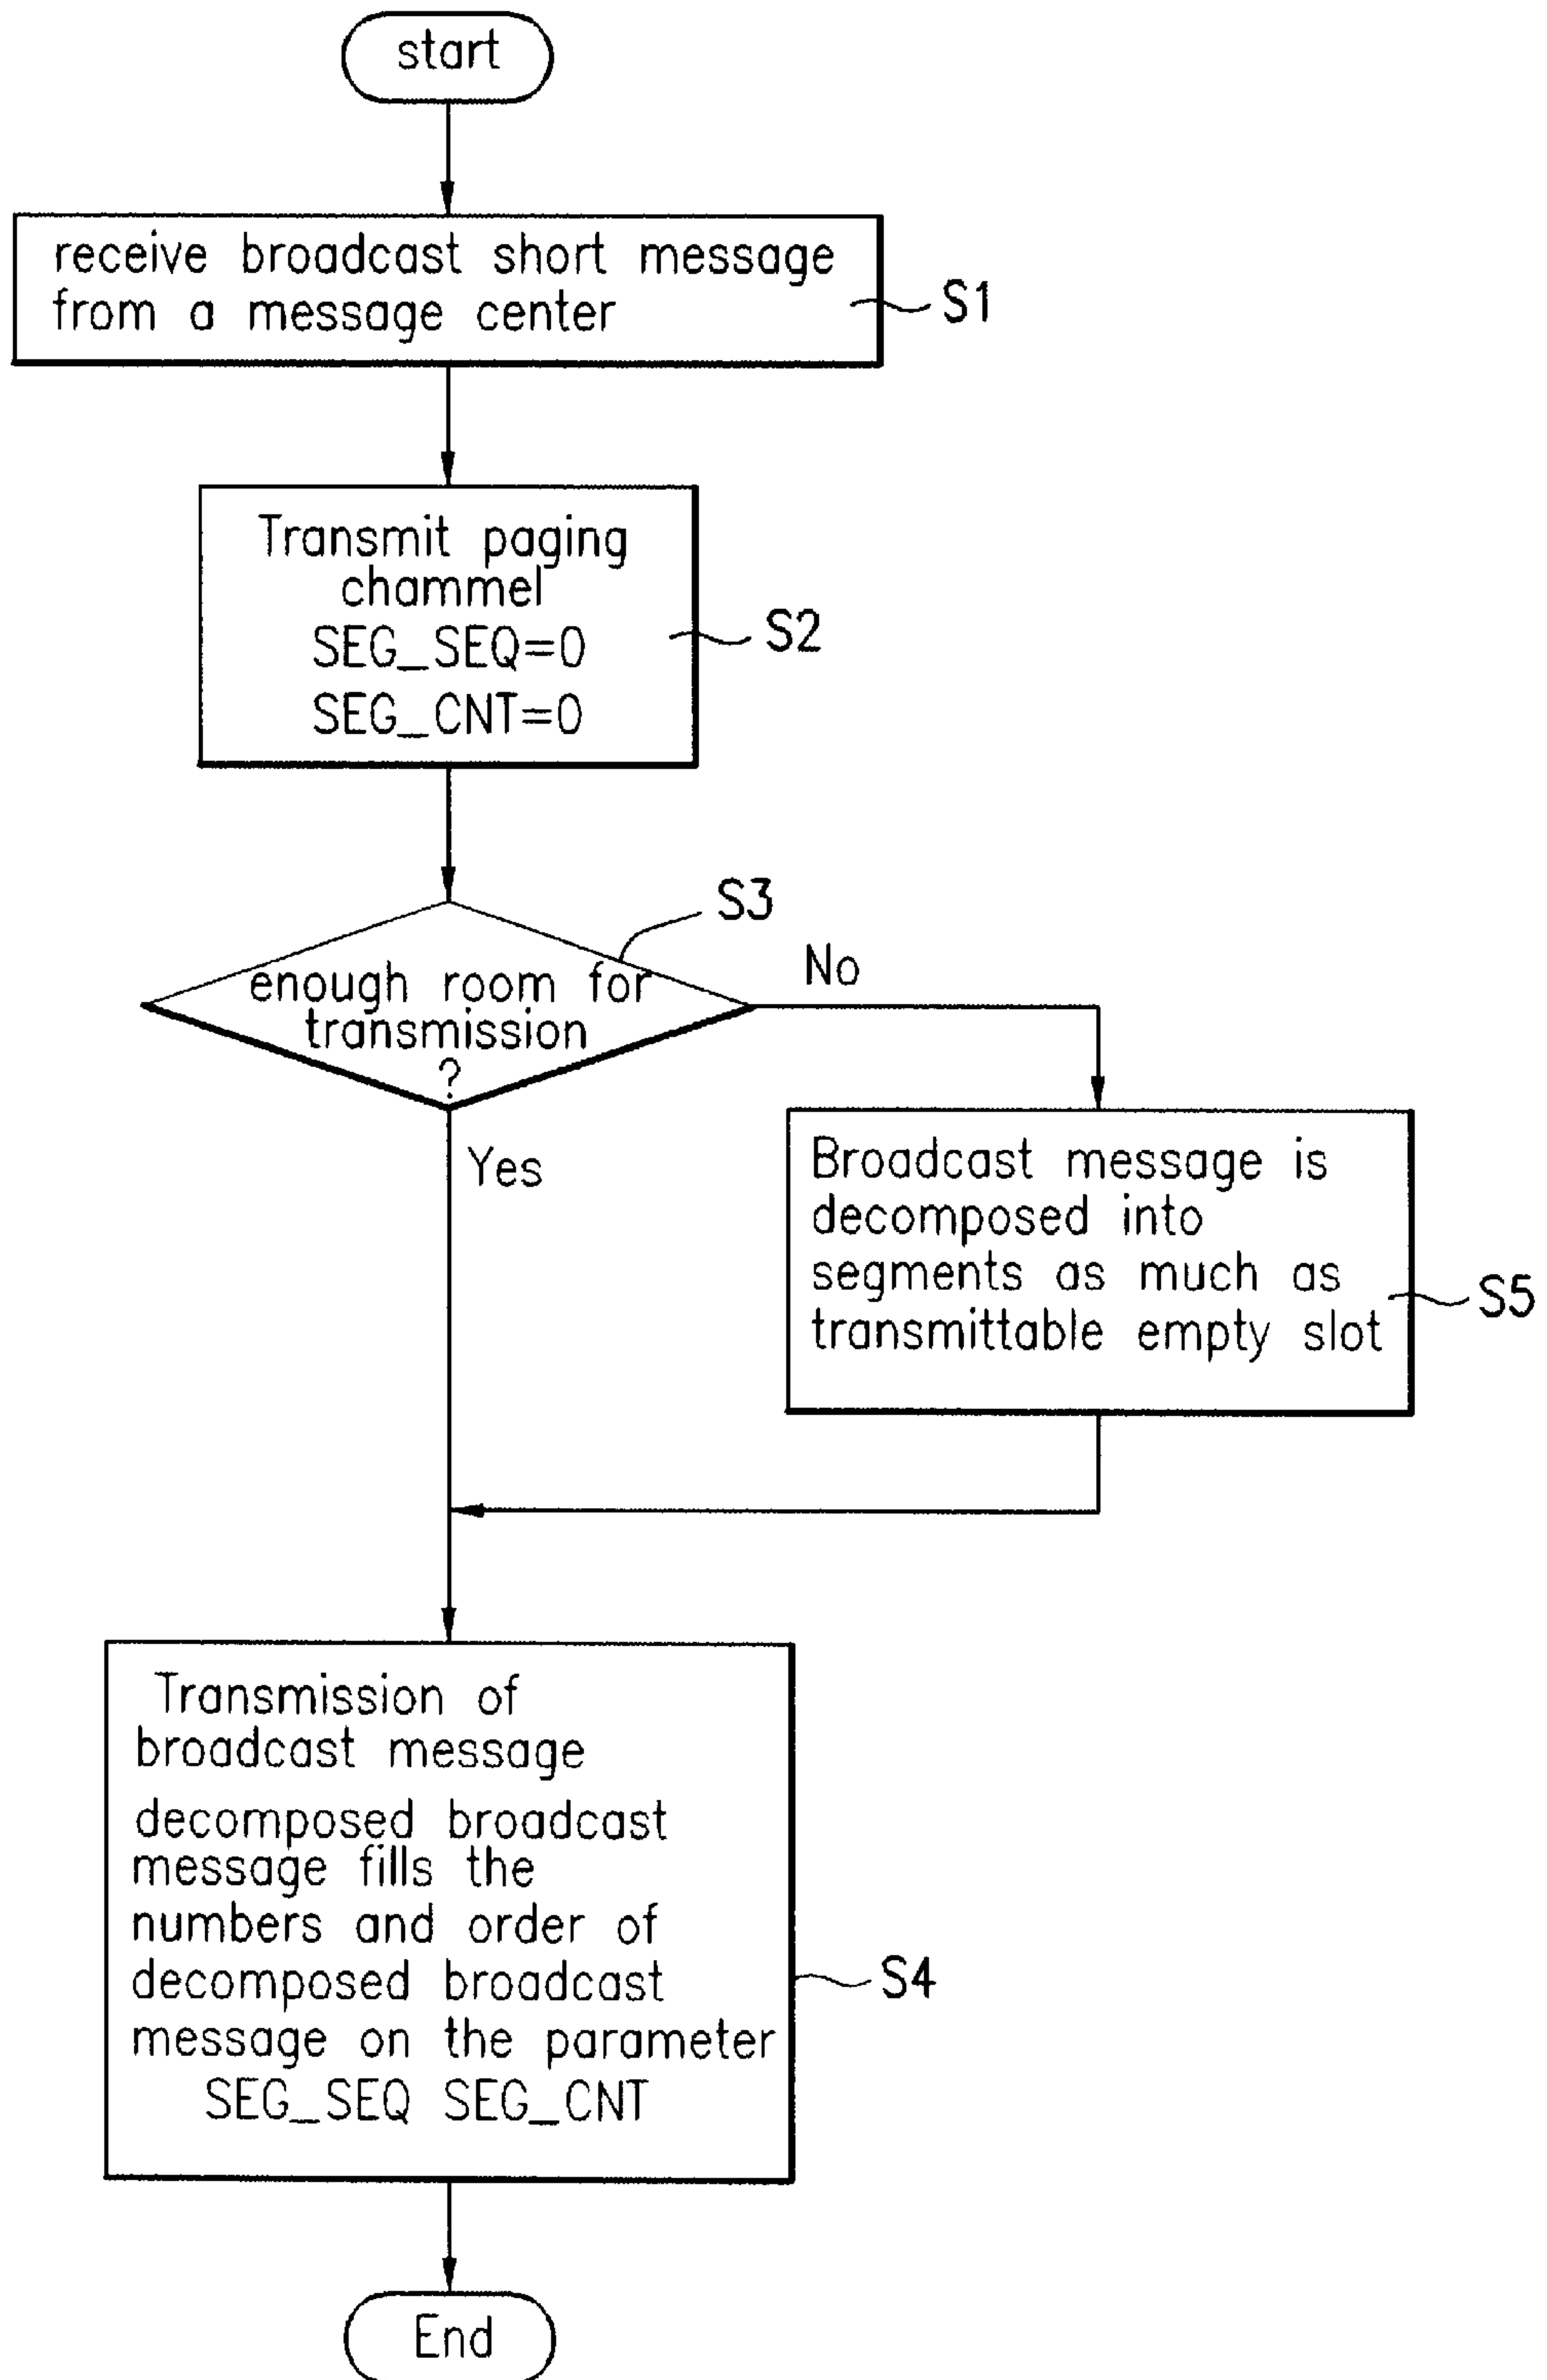 start
receive broadcast short message
from a message center
S1
Transmit paging
chammel
SEG_SEQ=0
SEG_CNT=0
S2
S3
enough room for
transmission
?
No
Yes
Broadcast message is
decomposed into
segments as much as
transmittable empty slot
S5
Transmission of
broadcast message
decomposed broadcast
message fills the
numbers and order of
decomposed broadcast
message on the parameter
SEG_SEQ SEG_CNT
S4
End